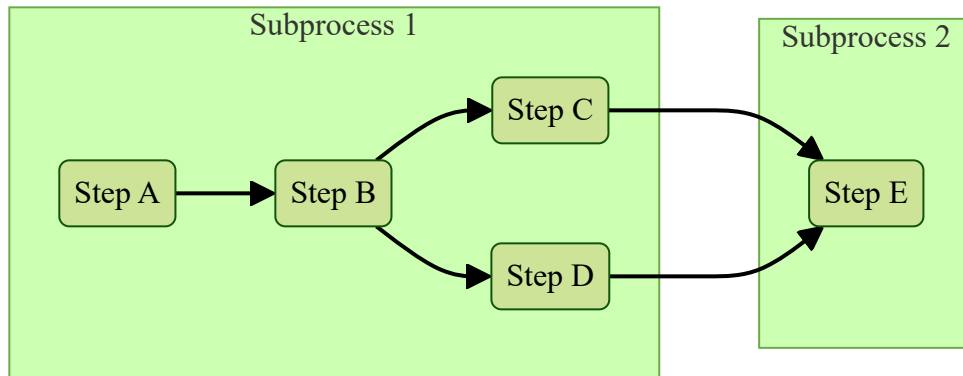 Subprocess 1
Subprocess 2
Step A
Step B
Step C
Step D
Step E